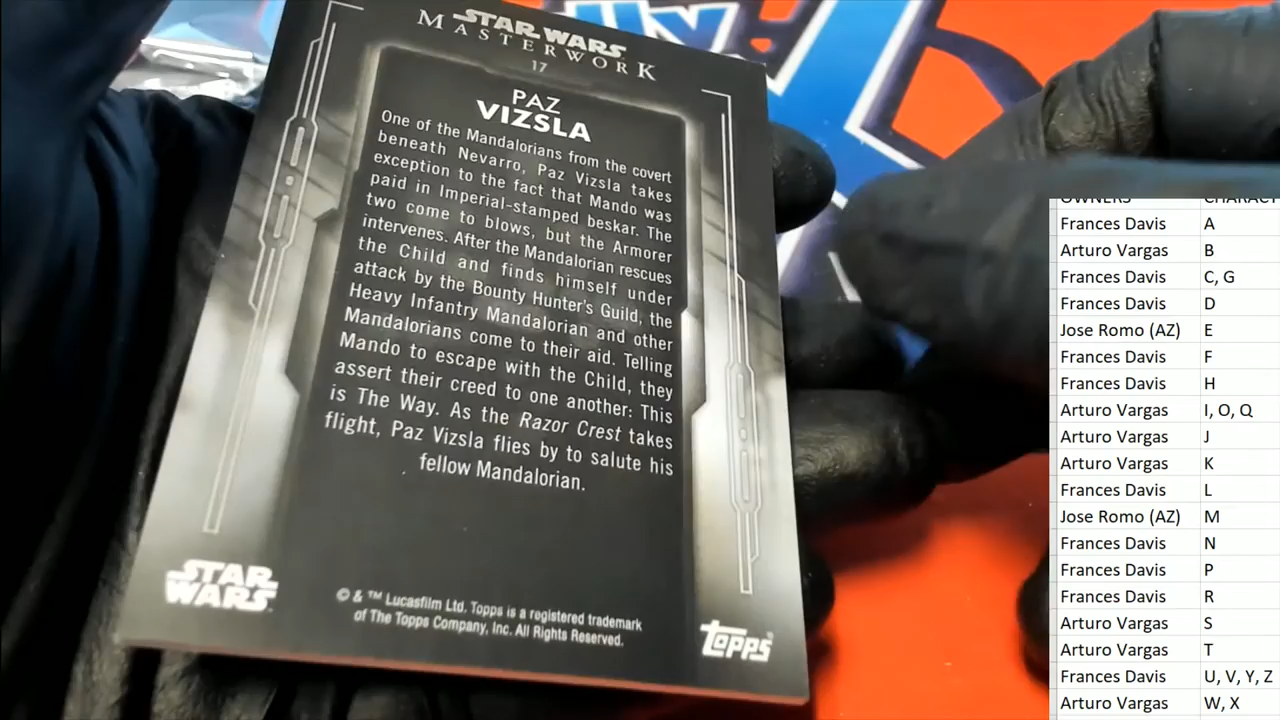 STAR WARS
MASTERWORK
17
PAZ
VIZSLA
One of the Mandalorians from the covert
beneath Nevarro, Paz Vizsla takes
exception to the fact that Mando was
paid in Imperial-stamped beskar. The
two come to blows, but the Armorer
intervenes. After the Mandalorian rescues
the Child and finds himself under
attack by the Bounty Hunter's Guild, the
Heavy Infantry Mandalorian and other
Mandalorians come to their aid. Telling
Mando to escape with the Child, they
assert their creed to one another: This
is The Way. As the Razor Crest takes
flight, Paz Vizsla flies by to salute his
fellow Mandalorian.
STAR
WARS
© & ™ Lucasfilm Ltd. Topps is a registered trademark
of The Topps Company, Inc. All Rights Reserved.
topps®
OWNERS
Frances Davis A
Arturo Vargas B
Frances Davis C, G
Frances Davis D
Jose Romo (AZ) E
Frances Davis F
Frances Davis H
Arturo Vargas I, O, Q
Arturo Vargas J
Arturo Vargas K
Frances Davis L
Jose Romo (AZ) M
Frances Davis N
Frances Davis P
Frances Davis R
Arturo Vargas S
Arturo Vargas T
Frances Davis U, V, Y, Z
Arturo Vargas W, X